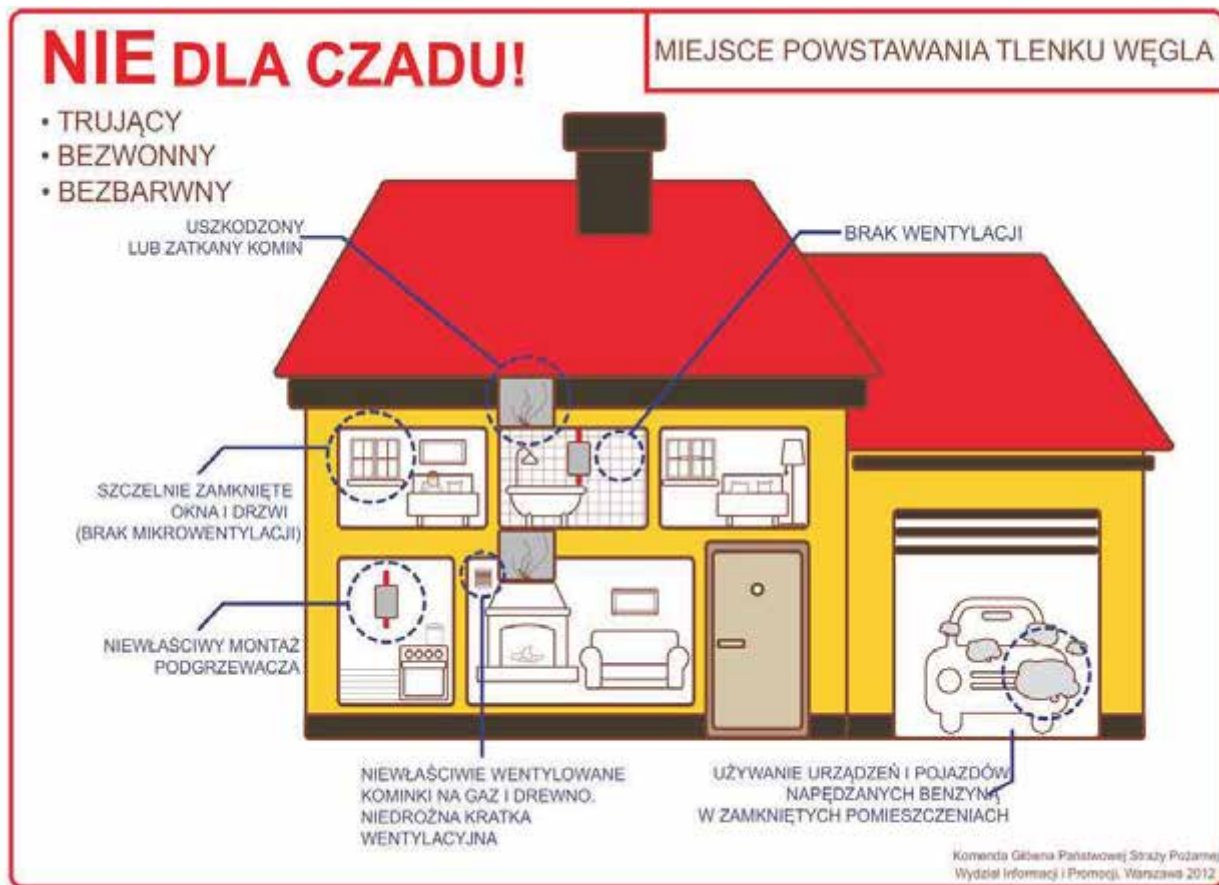 NIE DLA CZADU!
MIEJSCE POWSTAWANIA TLENKU WĘGLA
• TRUJĄCY
• BEZWONNY
• BEZBARWNY
USZKODZONY
LUB ZATKANY KOMIN
BRAK WENTYLACJI
SZCZELNIE ZAMKNIĘTE
OKNA I DRZWI
(BRAK MIKROWENTYLACJI)
NIEWŁAŚCIWY MONTAŻ
PODGRZEWACZA
NIEWŁAŚCIWIE WENTYLOWANE
KOMINKI NA GAZ I DREWNO.
NIEDROŻNA KRATKA
WENTYLACYJNA
UŻYWANIE URZĄDZEŃ I POJAZDÓW
NAPĘDZANYCH BENZYNĄ
W ZAMKNIĘTYCH POMIESZCZENIACH
Komenda Główna Państwowej Straży Pożarnej
Wydział Informacji i Promocji, Warszawa 2012